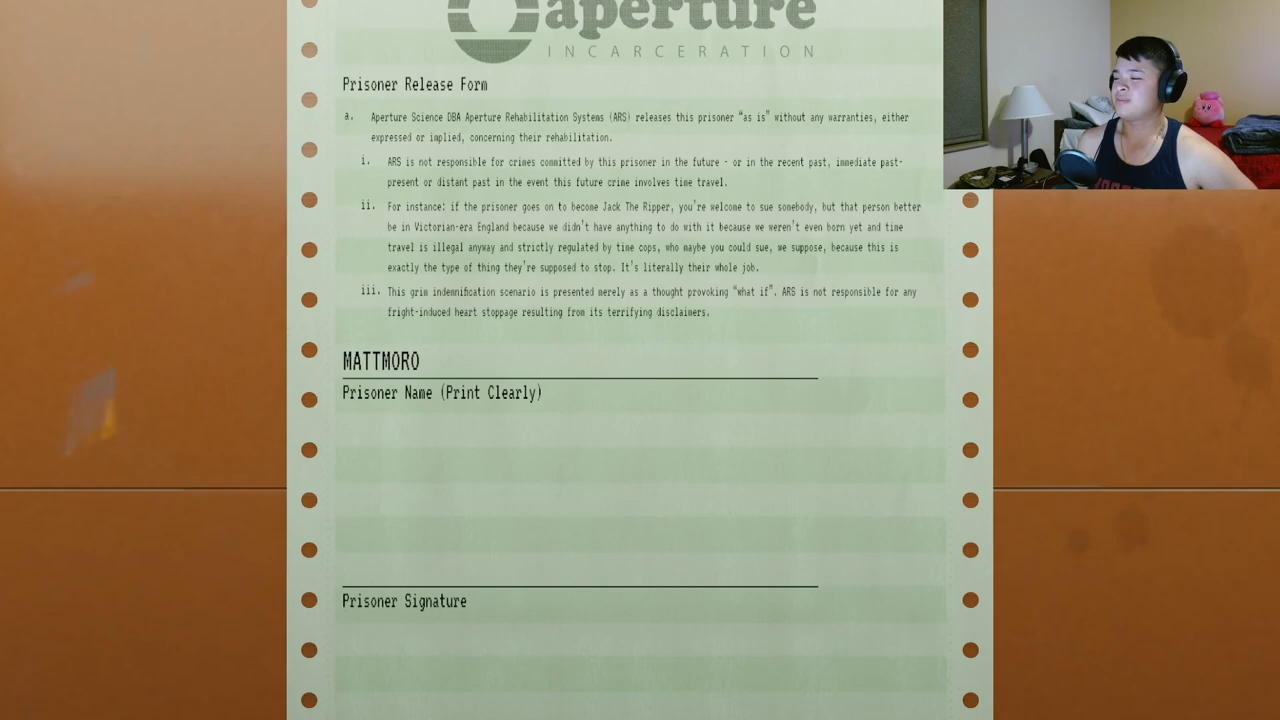 aperture
INCARCERATION
Prisoner Release Form
a. Aperture Science DBA Aperture Rehabilitation Systems (ARS) releases this prisoner "as is" without any warranties, either
expressed or implied, concerning their rehabilitation.
i. ARS is not responsible for crimes committed by this prisoner in the future - or in the recent past, immediate past-
present or distant past in the event this future crime involves time travel.
ii. For instance: if the prisoner goes on to become Jack The Ripper, you're welcome to sue somebody, but that person better
be in Victorian-era England because we didn't have anything to do with it because we weren't even born yet and time
travel is illegal anyway and strictly regulated by time cops, who maybe you could sue, we suppose, because this is
exactly the type of thing they're supposed to stop. It's literally their whole job.
iii. This grim indemnification scenario is presented merely as a thought provoking "what if". ARS is not responsible for any
fright-induced heart stoppage resulting from its terrifying disclaimers.
MATTMORO
Prisoner Name (Print Clearly)
Prisoner Signature